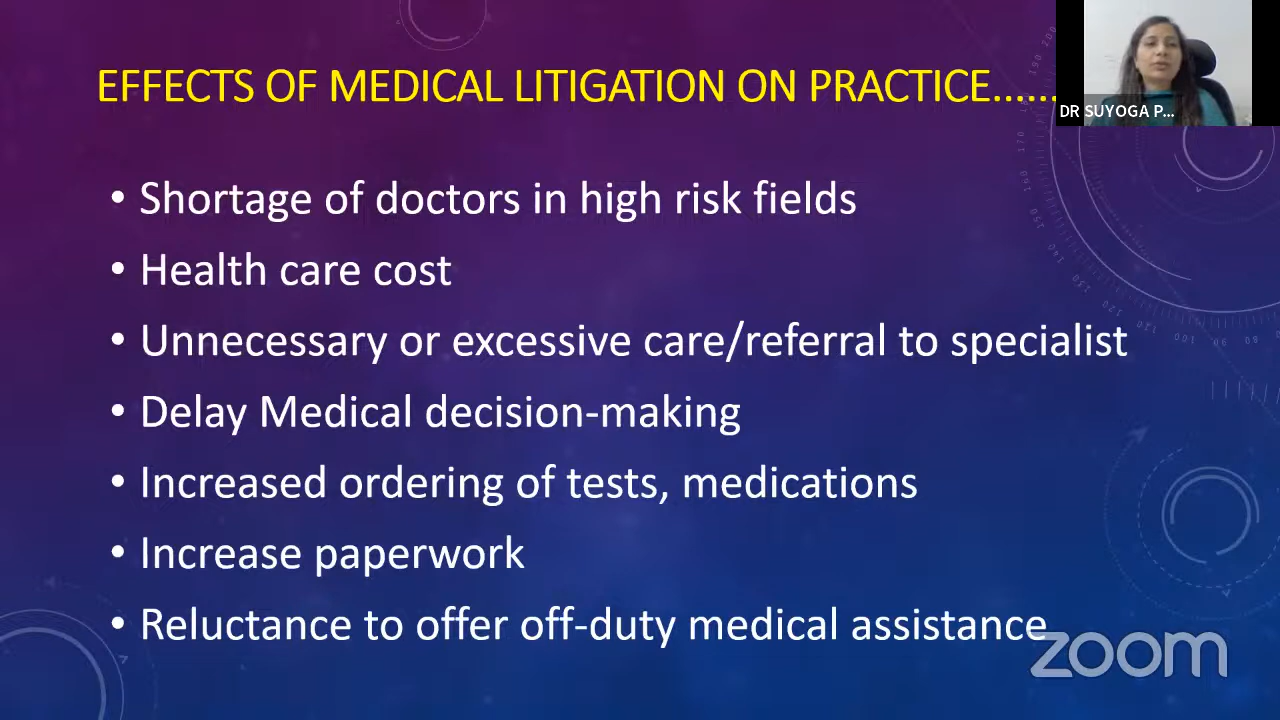 EFFECTS OF MEDICAL LITIGATION ON PRACTICE......
DR SUYOGA P...
• Shortage of doctors in high risk fields
• Health care cost
• Unnecessary or excessive care/referral to specialist
• Delay Medical decision-making
• Increased ordering of tests, medications
• Increase paperwork
• Reluctance to offer off-duty medical assistance
zoom